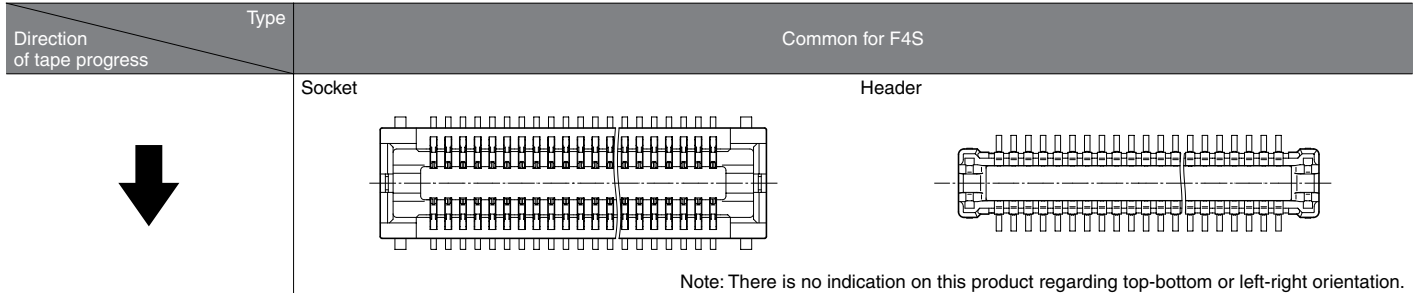 Type
Direction
of tape progress
Common for F4S
Socket
Header
Note: There is no indication on this product regarding top-bottom or left-right orientation.